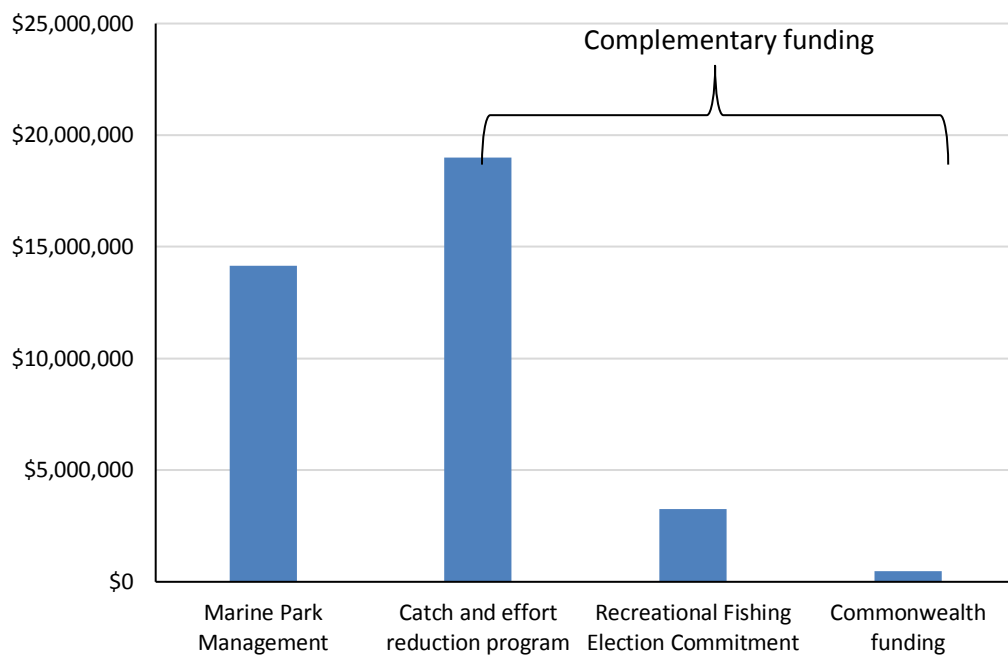 $25,000,000
Complementary funding
$20,000,000
$15,000,000
$10,000,000
$5,000,000
$0
Marine Park
Management
Catch and effort
reduction program
Recreational Fishing
Election Commitment
Commonwealth
funding